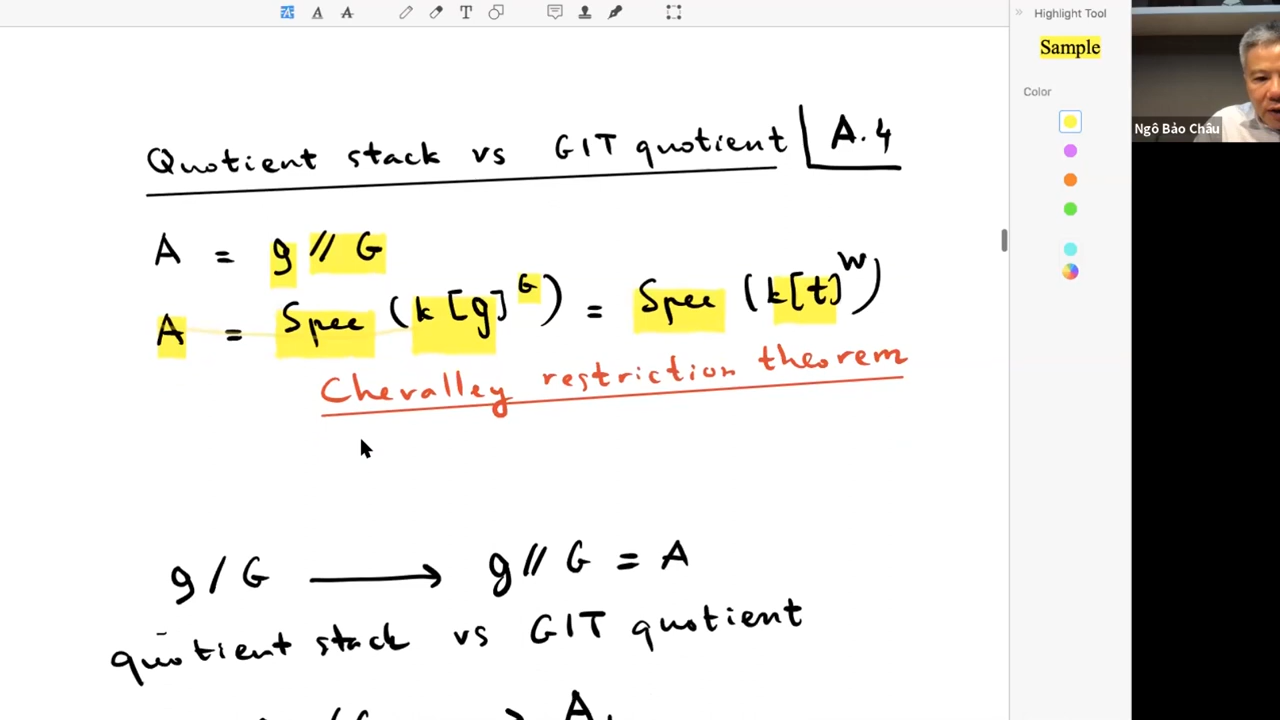 Highlight Tool
Sample
Color
Ngô Bảo Châu
Quotient stack vs GIT quotient A.4
A = g // G
A = Spec (k[g]^G) = Spec (k[t]^W)
Chevalley restriction theorem
g / G ⟶ g // G = A
quotient stack vs GIT quotient